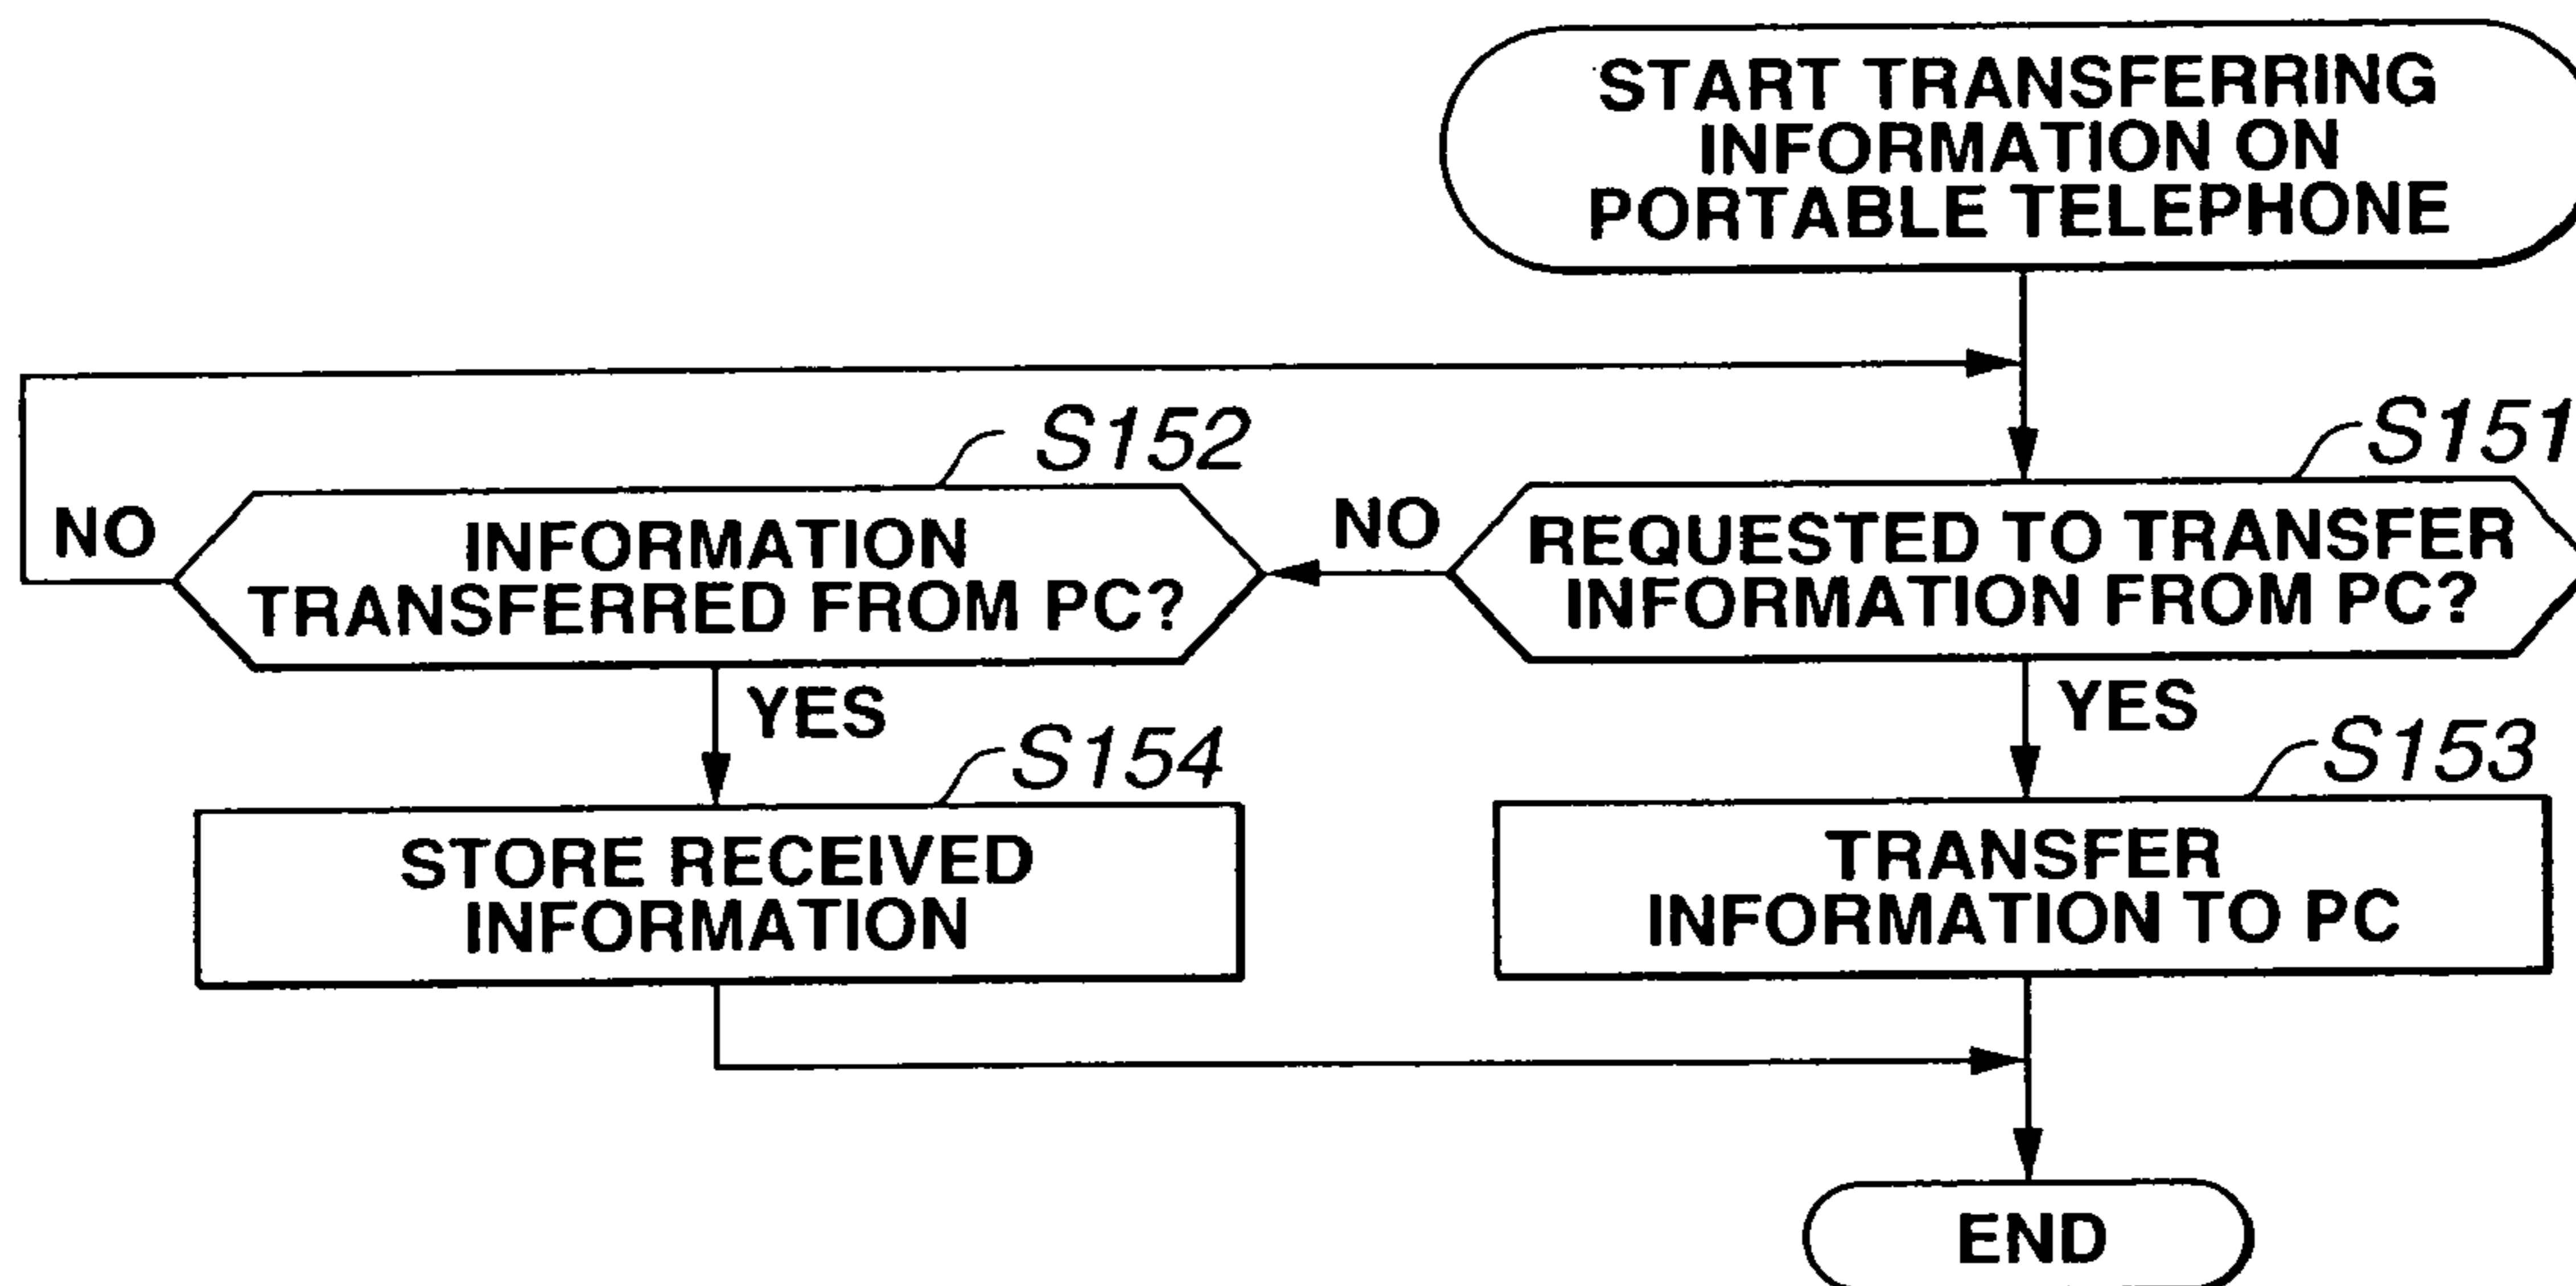 START TRANSFERRING
INFORMATION ON
PORTABLE TELEPHONE
S151
REQUESTED TO TRANSFER
INFORMATION FROM PC?
NO
S152
INFORMATION
TRANSFERRED FROM PC?
NO
YES
YES
S154
STORE RECEIVED
INFORMATION
S153
TRANSFER
INFORMATION TO PC
END